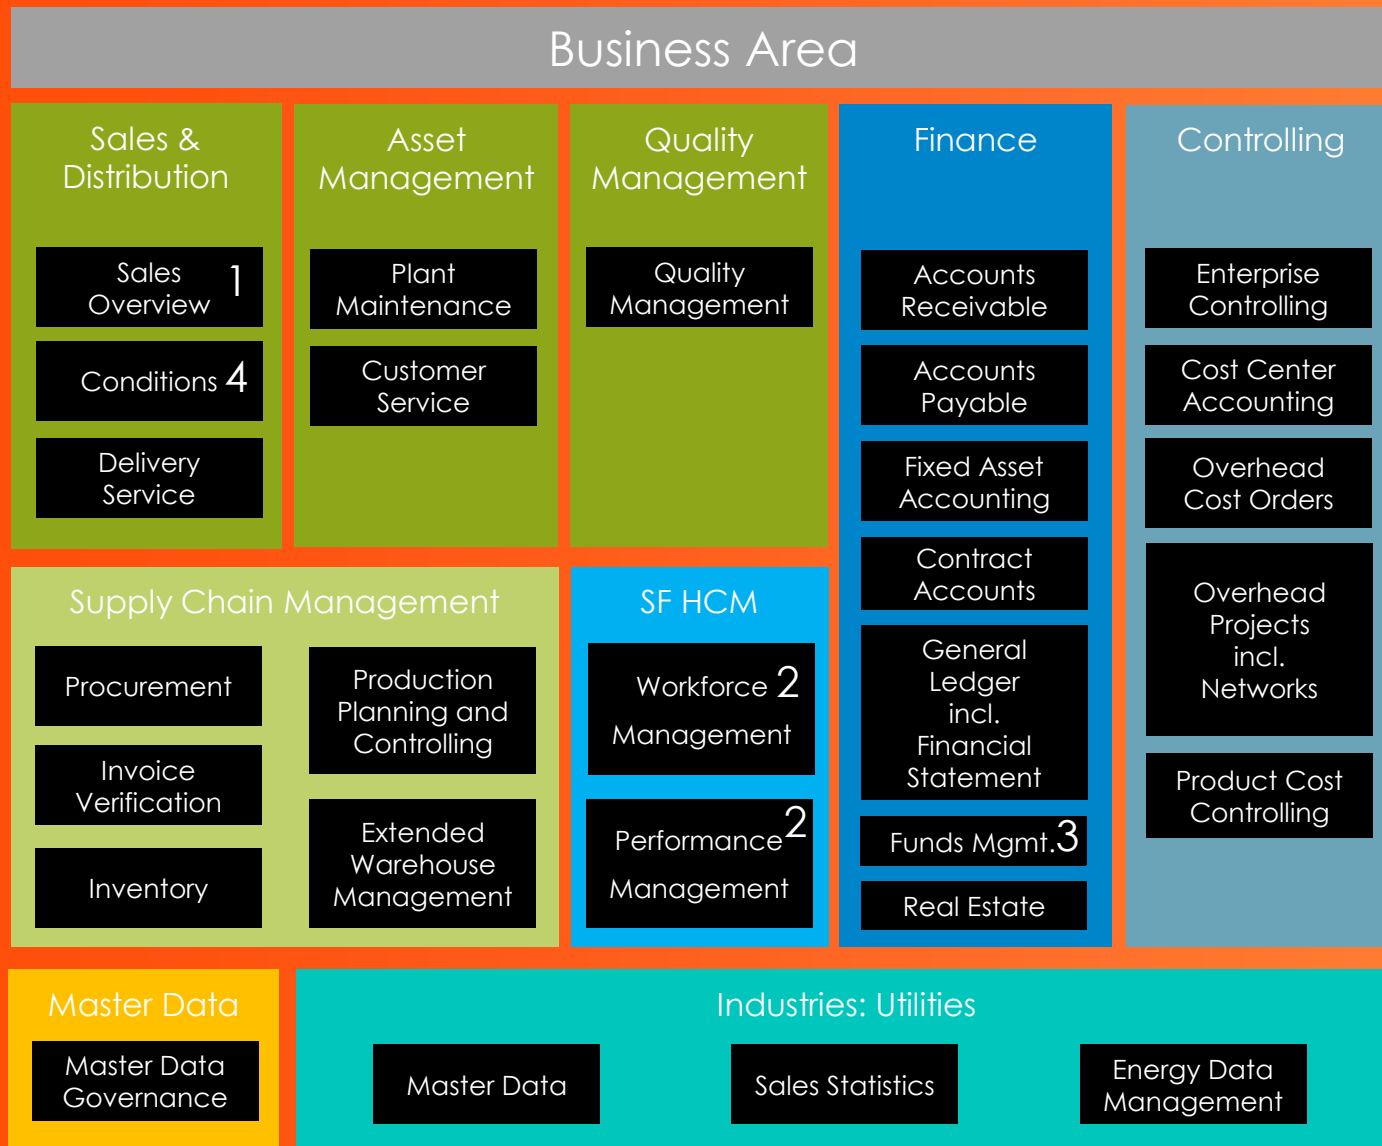 Business Area
Sales &
Distribution
Sales 1
Overview
Conditions 4
Delivery
Service
Asset
Management
Plant
Maintenance
Customer
Service
Quality
Management
Quality
Management
Finance
Accounts
Receivable
Accounts
Payable
Fixed Asset
Accounting
Contract
Accounts
General
Ledger
incl.
Financial
Statement
Funds Mgmt. 3
Real Estate
Controlling
Enterprise
Controlling
Cost Center
Accounting
Overhead
Cost Orders
Overhead
Projects
incl.
Networks
Product Cost
Controlling
Supply Chain Management
Procurement
Invoice
Verification
Inventory
Production
Planning and
Controlling
Extended
Warehouse
Management
SF HCM
Workforce 2
Management
Performance 2
Management
Master Data
Master Data
Governance
Industries: Utilities
Master Data
Sales Statistics
Energy Data
Management